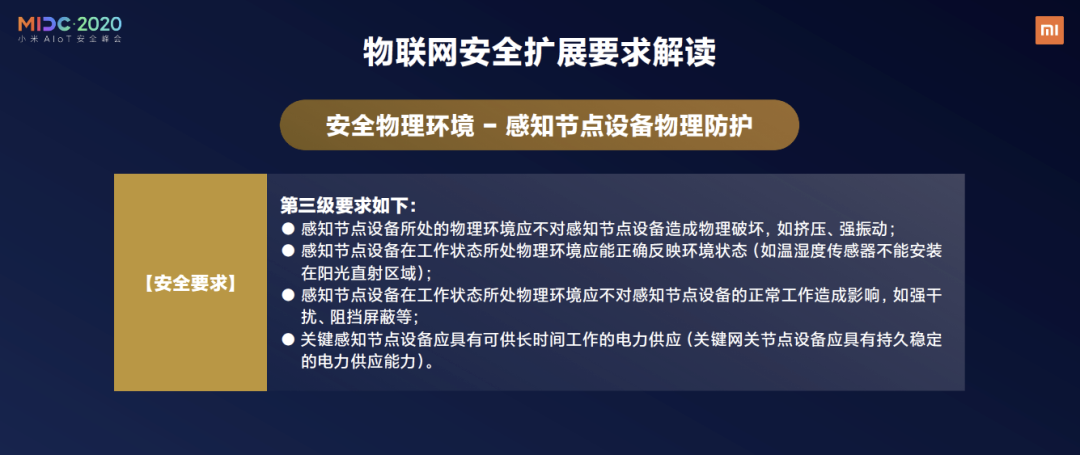 MIDC·2020
小米 AIoT 安全峰会
MI
物联网安全扩展要求解读
安全物理环境 - 感知节点设备物理防护
【安全要求】
第三级要求如下：
● 感知节点设备所处的物理环境应不对感知节点设备造成物理破坏，如挤压、强振动；
● 感知节点设备在工作状态所处物理环境应能正确反映环境状态（如温湿度传感器不能安装
在阳光直射区域）；
● 感知节点设备在工作状态所处物理环境应不对感知节点设备的正常工作造成影响，如强干
扰、阻挡屏蔽等；
● 关键感知节点设备应具有可供长时间工作的电力供应（关键网关节点设备应具有持久稳定
的电力供应能力）。